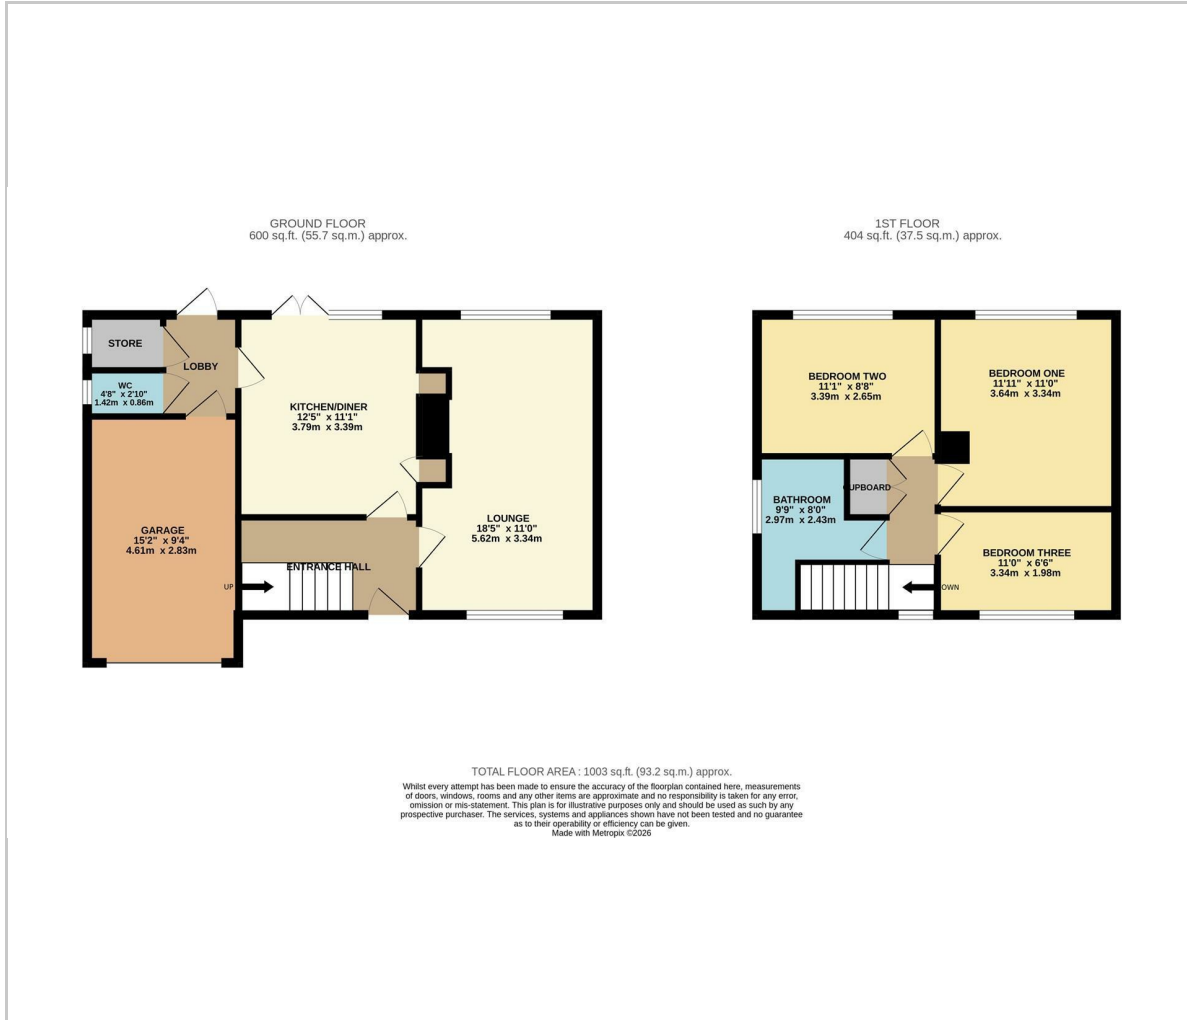 GROUND FLOOR
600 sq.ft. (55.7 sq.m.) approx.
STORE
LOBBY
WC
4'8" x 2'10"
1.42m x 0.86m
KITCHEN/DINER
12'5" x 11'1"
3.79m x 3.39m
GARAGE
15'2" x 9'4"
4.61m x 2.83m
LOUNGE
18'5" x 11'0"
5.62m x 3.34m
ENTRANCE HALL
UP
1ST FLOOR
404 sq.ft. (37.5 sq.m.) approx.
BEDROOM TWO
11'1" x 8'8"
3.39m x 2.65m
BEDROOM ONE
11'11" x 11'0"
3.64m x 3.34m
CUPBOARD
BATHROOM
9'9" x 8'0"
2.97m x 2.43m
BEDROOM THREE
11'0" x 6'6"
3.34m x 1.98m
OWN
TOTAL FLOOR AREA : 1003 sq.ft. (93.2 sq.m.) approx.
Whilst every attempt has been made to ensure the accuracy of the floorplan contained here, measurements
of doors, windows, rooms and any other items are approximate and no responsibility is taken for any error,
omission or mis-statement. This plan is for illustrative purposes only and should be used as such by any
prospective purchaser. The services, systems and appliances shown have not been tested and no guarantee
as to their operability or efficiency can be given.
Made with Metropix ©2026